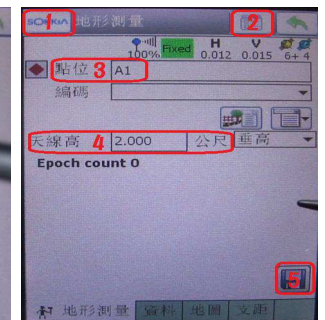 SOKKIA 1 地形測量 2
100% Fixed H 0.012 V 0.015 6+4
點位 3 A1
編碼
天線高 4 2.000 公尺 垂高
Epoch count 0
5
地形測量 資料 地圖 支距